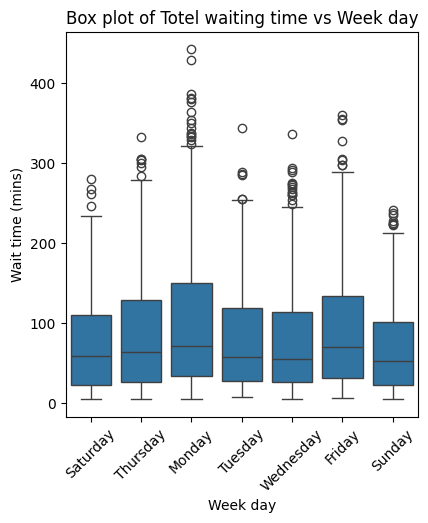 Box plot of Totel waiting time vs Week day
Wait time (mins)
400
300
200
100
0
Saturday
Thursday
Monday
Tuesday
Wednesday
Friday
Sunday
Week day